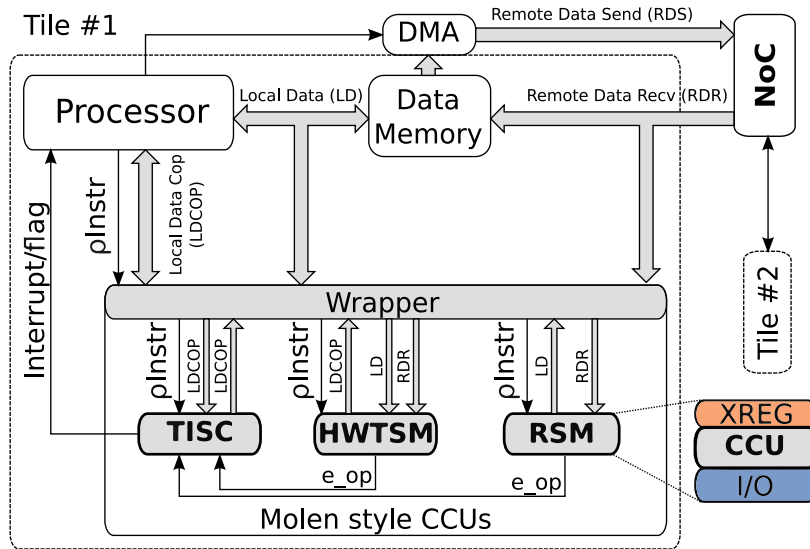 Tile #1
DMA
Remote Data Send (RDS)
NoC
Processor
Local Data (LD)
Data
Memory
Remote Data Recv (RDR)
Interrupt/flag
ρInstr
Local Data Cop
(LDCOP)
Tile #2
Wrapper
ρInstr
LDCOP
LDCOP
ρInstr
LDCOP
LD
RDR
ρInstr
LD
RDR
TISC
HWTSM
RSM
XREG
CCU
I/O
e_op
e_op
Molen style CCUs